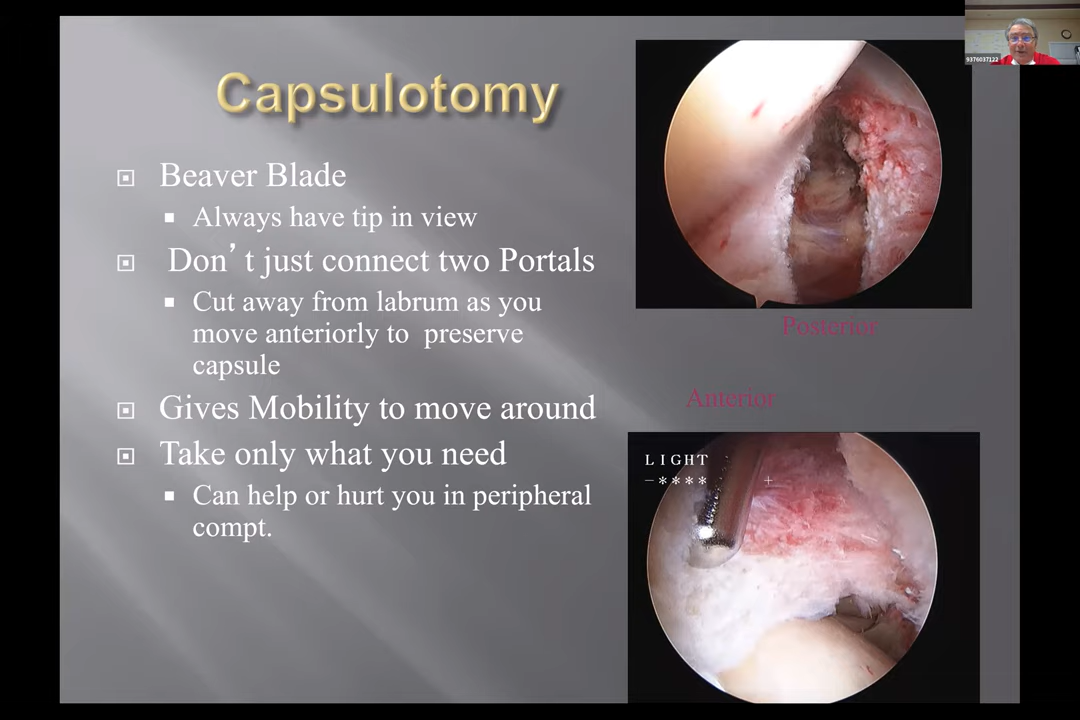 Capsulotomy
Beaver Blade
Always have tip in view
Don’t just connect two Portals
Cut away from labrum as you
move anteriorly to preserve
capsule
Gives Mobility to move around
Take only what you need
Can help or hurt you in peripheral
compt.
Posterior
Anterior
LIGHT
-**** +
9376037122